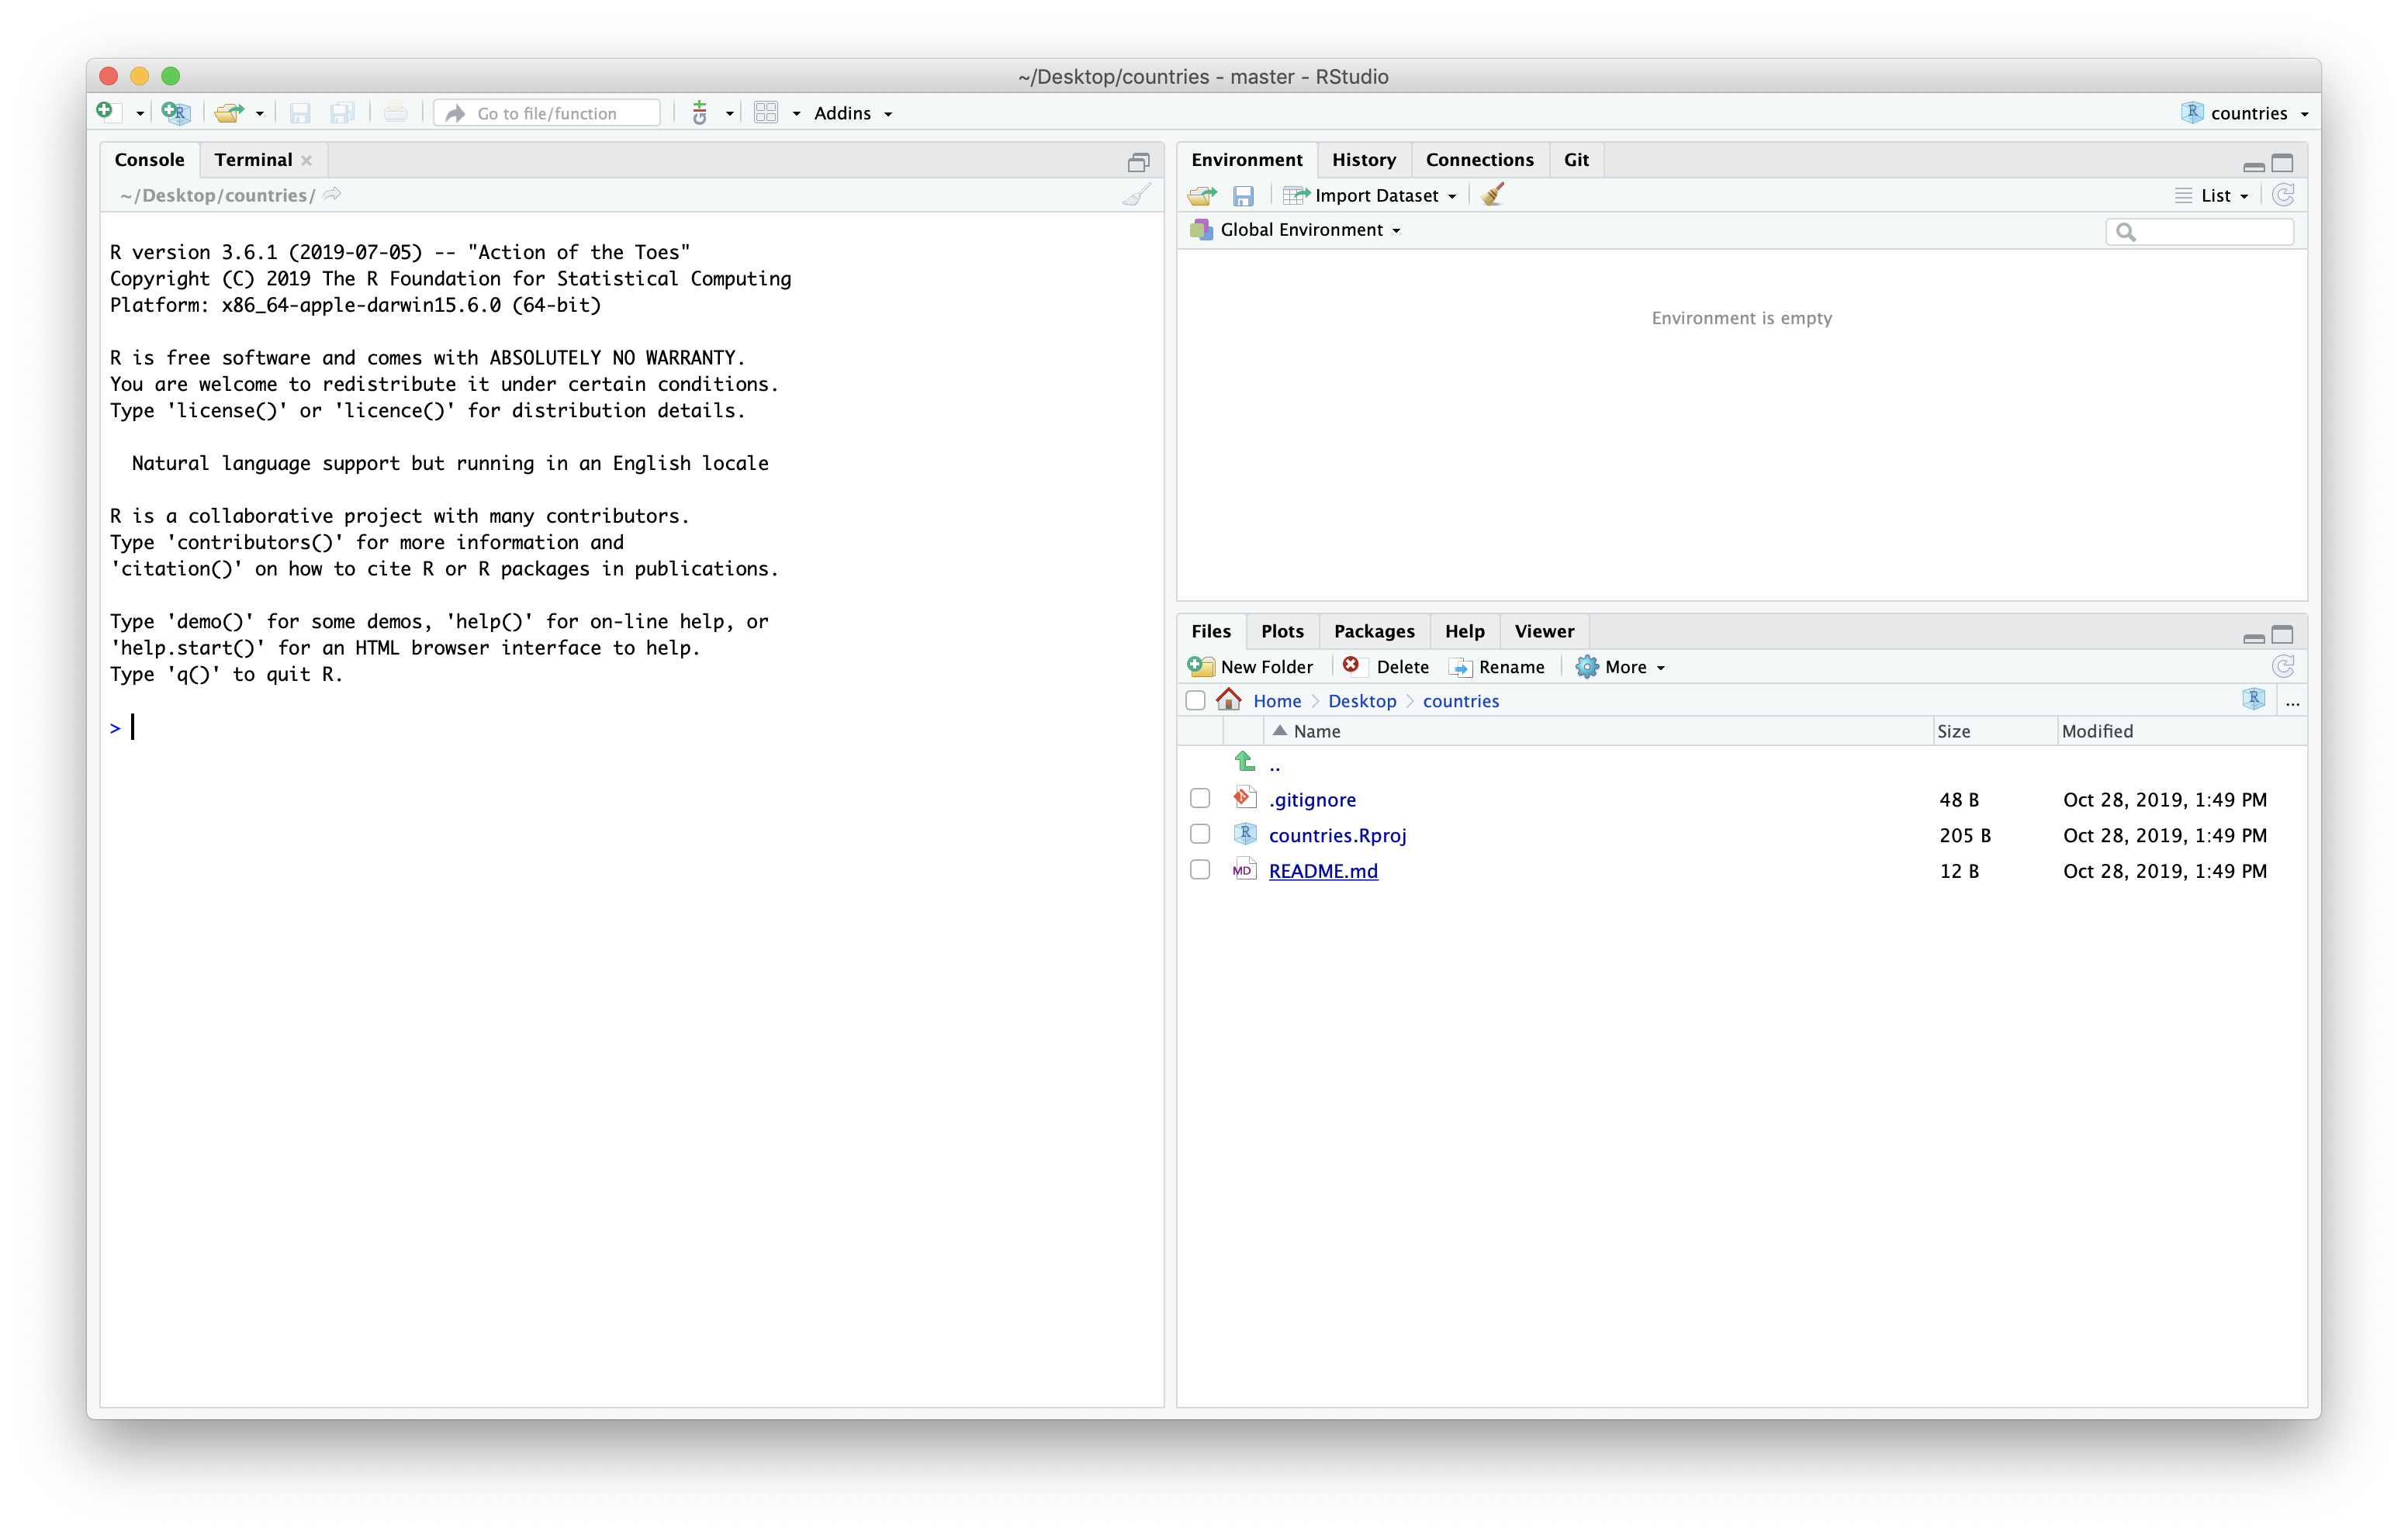 ~/Desktop/countries - master - RStudio
Go to file/function
Git
Addins
countries
Console Terminal
~/Desktop/countries/
R version 3.6.1 (2019-07-05) -- "Action of the Toes"
Copyright (C) 2019 The R Foundation for Statistical Computing
Platform: x86_64-apple-darwin15.6.0 (64-bit)
R is free software and comes with ABSOLUTELY NO WARRANTY.
You are welcome to redistribute it under certain conditions.
Type 'license()' or 'licence()' for distribution details.
Natural language support but running in an English locale
R is a collaborative project with many contributors.
Type 'contributors()' for more information and
'citation()' on how to cite R or R packages in publications.
Type 'demo()' for some demos, 'help()' for on-line help, or
'help.start()' for an HTML browser interface to help.
Type 'q()' to quit R.
>
Environment History Connections Git
Import Dataset List
Global Environment
Environment is empty
Files Plots Packages Help Viewer
New Folder Delete Rename More
Home Desktop countries ...
Name Size Modified
..
.gitignore 48 B Oct 28, 2019, 1:49 PM
countries.Rproj 205 B Oct 28, 2019, 1:49 PM
MD README.md 12 B Oct 28, 2019, 1:49 PM